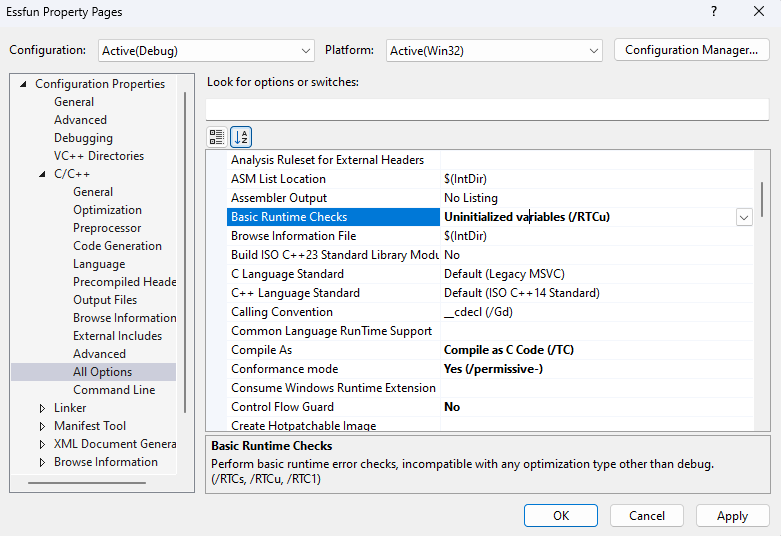 Essfun Property Pages
? ×
Configuration: Active(Debug) Platform: Active(Win32) Configuration Manager...
Configuration Properties
General
Advanced
Debugging
VC++ Directories
C/C++
General
Optimization
Preprocessor
Code Generation
Language
Precompiled Heade
Output Files
Browse Information
External Includes
Advanced
All Options
Command Line
Linker
Manifest Tool
XML Document Genera
Browse Information
Look for options or switches:
Analysis Ruleset for External Headers
ASM List Location $(IntDir)
Assembler Output No Listing
Basic Runtime Checks Uninitialized variables (/RTCu)
Browse Information File $(IntDir)
Build ISO C++23 Standard Library Modu No
C Language Standard Default (Legacy MSVC)
C++ Language Standard Default (ISO C++14 Standard)
Calling Convention __cdecl (/Gd)
Common Language RunTime Support
Compile As Compile as C Code (/TC)
Conformance mode Yes (/permissive-)
Consume Windows Runtime Extension
Control Flow Guard No
Create Hotpatchable Image
Basic Runtime Checks
Perform basic runtime error checks, incompatible with any optimization type other than debug.
(/RTCs, /RTCu, /RTC1)
OK Cancel Apply